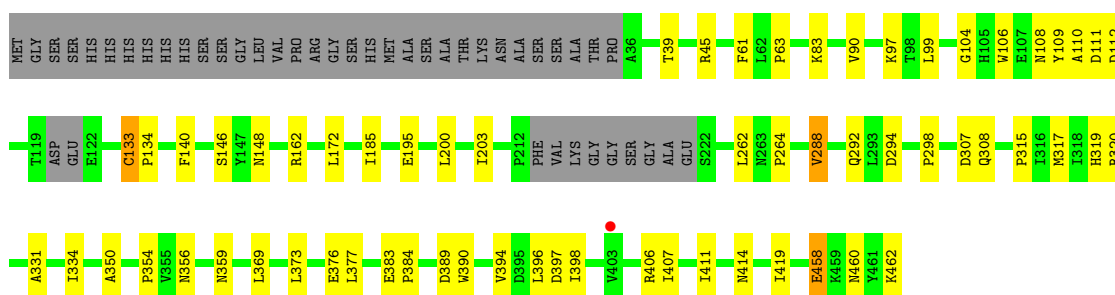 MET GLY SER SER HIS HIS HIS HIS HIS HIS SER SER GLY LEU VAL PRO ARG GLY SER HIS MET ALA SER ALA THR LYS ASN ALA SER SER ALA THR PRO A36 T39 R45 F61 L62 P63 K83 V90 K97 T98 L99 G104 H105 W106 E107 N108 Y109 A110 D111
T119 ASP GLU E122 C133 P134 F140 S146 Y147 N148 R162 L172 I185 E195 L200 I203 P212 PHE VAL LYS GLY GLY SER GLY ALA GLU S222 L262 N263 P264 V288 Q292 L293 D294 P298 D307 Q308 P315 I316 M317 I318 H319
A331 I334 A350 P354 V355 N356 N359 L369 L373 E376 L377 E383 P384 D389 W390 V394 D395 L396 D397 I398 V403 R406 I407 I411 N414 I419 E458 K459 N460 Y461 K462